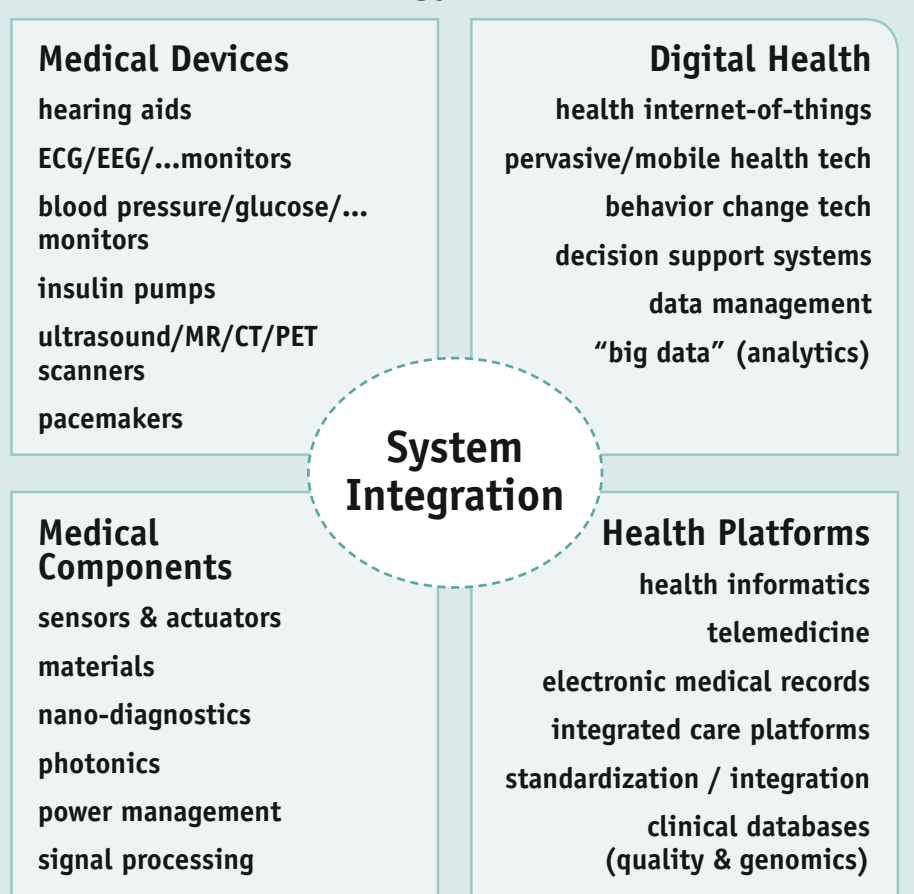 Medical Devices
hearing aids
ECG/EEG/...monitors
blood pressure/glucose/...
monitors
insulin pumps
ultrasound/MR/CT/PET
scanners
pacemakers
Digital Health
health internet-of-things
pervasive/mobile health tech
behavior change tech
decision support systems
data management
“big data” (analytics)
System
Integration
Medical
Components
sensors & actuators
materials
nano-diagnostics
photonics
power management
signal processing
Health Platforms
health informatics
telemedicine
electronic medical records
integrated care platforms
standardization / integration
clinical databases
(quality & genomics)